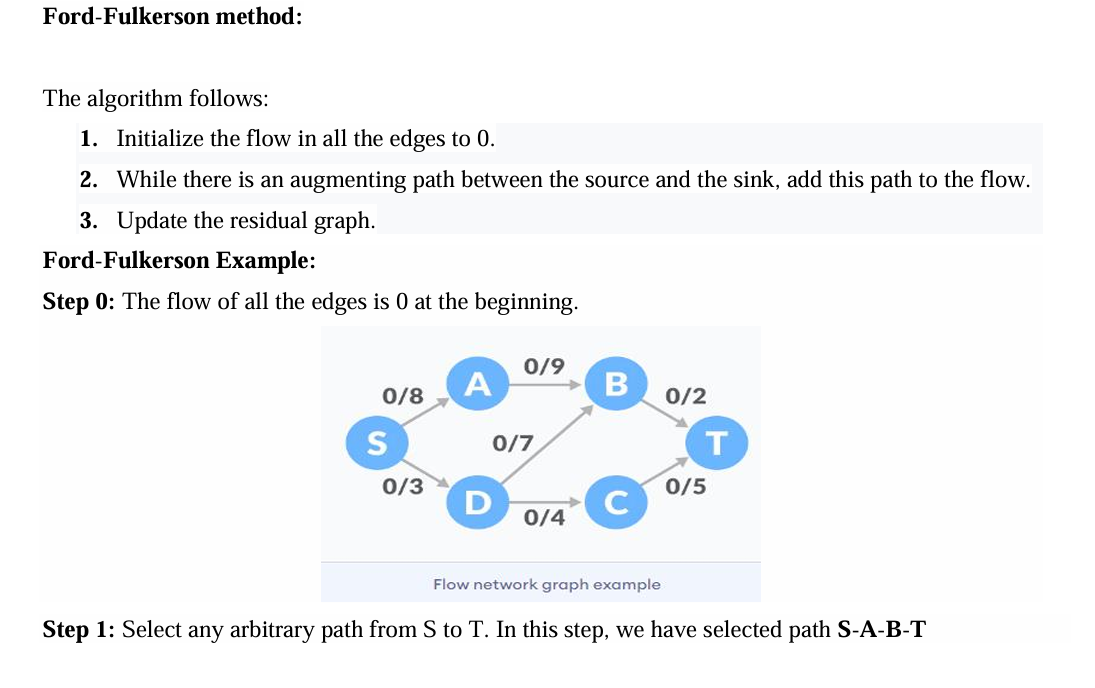 Ford-Fulkerson method:
The algorithm follows:
1. Initialize the flow in all the edges to 0.
2. While there is an augmenting path between the source and the sink, add this path to the flow.
3. Update the residual graph.
Ford-Fulkerson Example:
Step 0: The flow of all the edges is 0 at the beginning.
0/9
A
B
0/8
0/2
S
0/7
T
0/3
0/5
D
C
0/4
Flow network graph example
Step 1: Select any arbitrary path from S to T. In this step, we have selected path S-A-B-T